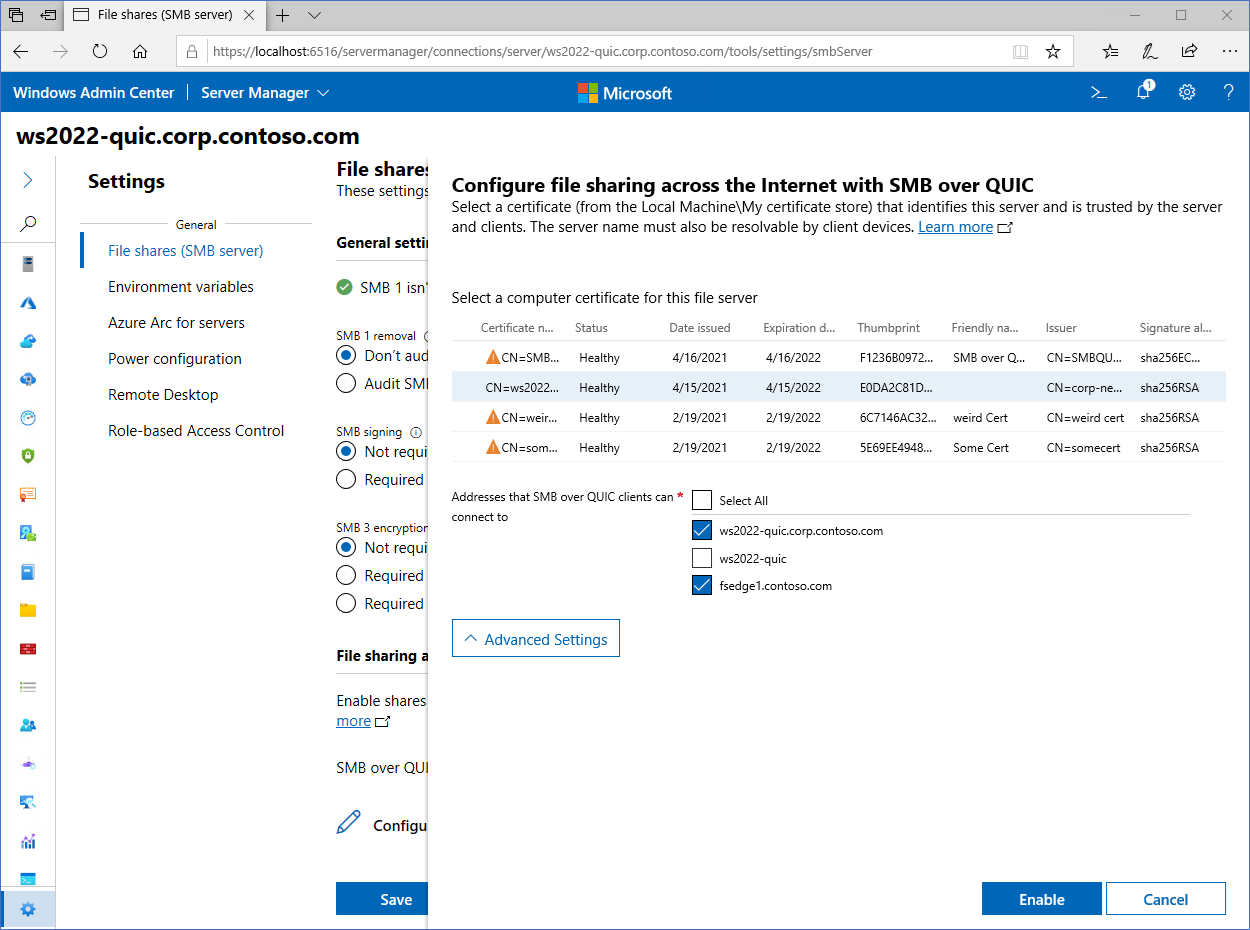 File shares (SMB server)
https://localhost:6516/servermanager/connections/server/ws2022-quic.corp.contoso.com/tools/settings/smbServer
Windows Admin Center | Server Manager
Microsoft
1
ws2022-quic.corp.contoso.com
Settings
General
File shares (SMB server)
Environment variables
Azure Arc for servers
Power configuration
Remote Desktop
Role-based Access Control
File shares
These settings
General settin
SMB 1 isn'
SMB 1 removal
Don't aud
Audit SM
SMB signing
Not requi
Required
SMB 3 encryption
Not requi
Required
Required
File sharing a
Enable shares
more
SMB over QU
Configu
Save
Configure file sharing across the Internet with SMB over QUIC
Select a certificate (from the Local Machine\My certificate store) that identifies this server and is trusted by the server
and clients. The server name must also be resolvable by client devices. Learn more
Select a computer certificate for this file server
Certificate n... Status Date issued Expiration d... Thumbprint Friendly na... Issuer Signature al...
CN=SMB... Healthy 4/16/2021 4/16/2022 F1236B0972... SMB over Q... CN=SMBQU... sha256EC...
CN=ws2022... Healthy 4/15/2021 4/15/2022 E0DA2C81D... CN=corp-ne... sha256RSA
CN=weir... Healthy 2/19/2021 2/19/2022 6C7146AC32... weird Cert CN=weird cert sha256RSA
CN=som... Healthy 2/19/2021 2/19/2022 5E69EE4948... Some Cert CN=somecert sha256RSA
Addresses that SMB over QUIC clients can *
connect to
Select All
ws2022-quic.corp.contoso.com
ws2022-quic
fsedge1.contoso.com
Advanced Settings
Enable
Cancel